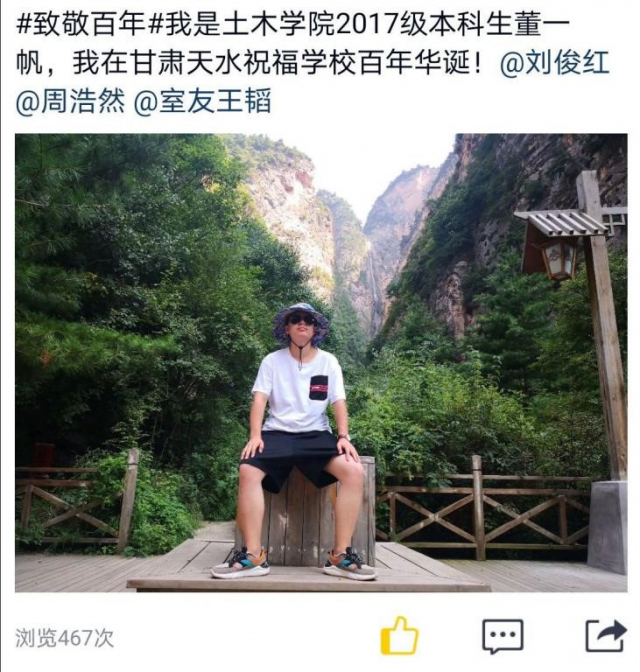 #致敬百年#我是土木学院2017级本科生董一
帆，我在甘肃天水祝福学校百年华诞！@刘俊红
@周浩然 @室友王韬
浏览467次